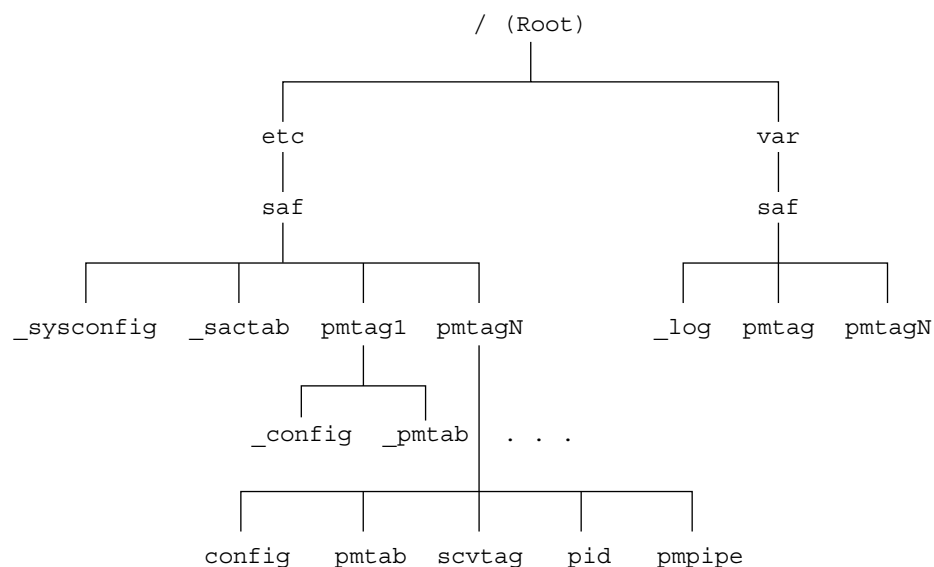 / (Root)
etc var
saf saf
_sysconfig _sactab pmtag1 pmtagN _log pmtag pmtagN
_config _pmtab . . .
config pmtab scvtag pid pmpipe